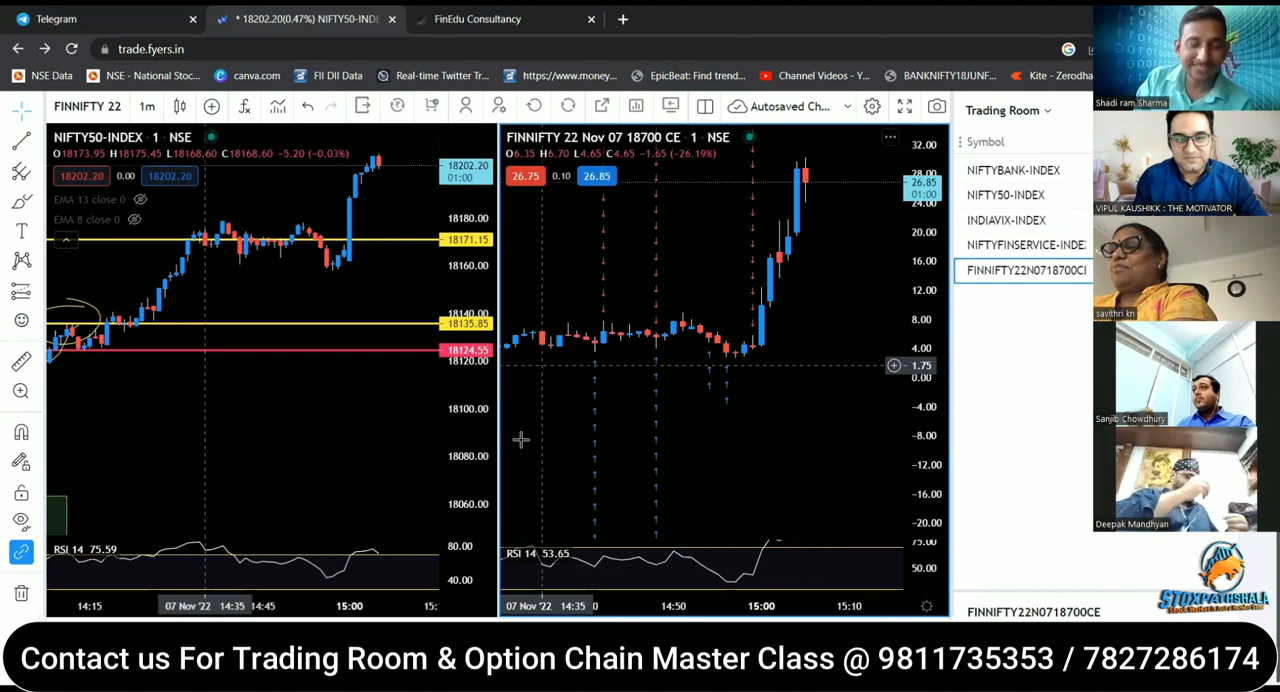 Telegram
* 18202.20(0.47%) NIFTY50-INDE
FinEdu Consultancy
trade.fyers.in
NSE Data
NSE - National Stoc...
canva.com
FII DII Data
Real-time Twitter Tr...
https://www.money...
EpicBeat: Find trend...
Channel Videos - Y...
BANKNIFTY18JUNF...
Kite - Zerodha
FINNIFTY 22
1m
Autosaved Ch...
Trading Room
Symbol
NIFTYBANK-INDEX
NIFTY50-INDEX
INDIAVIX-INDEX
NIFTYFINSERVICE-INDE
FINNIFTY22N0718700CE
NIFTY50-INDEX · 1 · NSE
O18173.95 H18175.45 L18168.60 C18168.60 -5.20 (-0.03%)
18202.20 0.00 18202.20
EMA 13 close 0
EMA 8 close 0
18202.20
01:00
18180.00
18171.15
18160.00
18140.00
18135.85
18124.55
18120.00
18100.00
18080.00
18060.00
RSI 14 75.59
80.00
40.00
14:15
07 Nov '22 14:35
14:45
15:00
15:
FINNIFTY 22 Nov 07 18700 CE · 1 · NSE
O6.35 H6.70 L4.65 C4.65 -1.65 (-26.19%)
26.75 0.10 26.85
32.00
28.00
26.85
01:00
24.00
20.00
16.00
12.00
8.00
4.00
1.75
0.00
-4.00
-8.00
-12.00
-16.00
-20.00
RSI 14 53.65
75.00
50.00
07 Nov '22 14:35
0
14:50
15:00
15:10
FINNIFTY22N0718700CE
Shadi ram Sharma
VIPUL KAUSHIKK : THE MOTIVATOR
savithri kn
Sanjib Chowdhury
Deepak Mandhyan
STOXPATHSHALA
Contact us For Trading Room & Option Chain Master Class @ 9811735353 / 7827286174